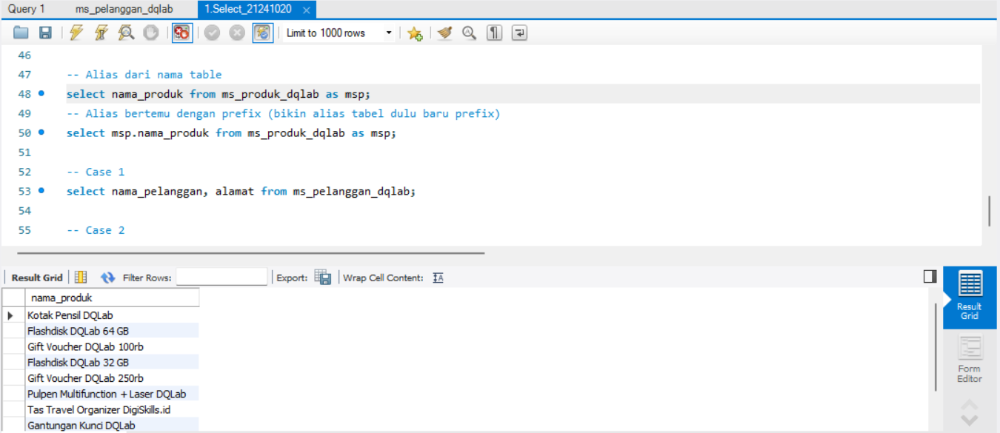 Query 1 ms_pelanggan_dqlab 1.Select_21241020
Limit to 1000 rows
46
47 -- Alias dari nama table
48 select nama_produk from ms_produk_dqlab as msp;
49 -- Alias bertemu dengan prefix (bikin alias tabel dulu baru prefix)
50 select msp.nama_produk from ms_produk_dqlab as msp;
51
52 -- Case 1
53 select nama_pelanggan, alamat from ms_pelanggan_dqlab;
54
55 -- Case 2
Result Grid Filter Rows: Export: Wrap Cell Content:
nama_produk
Kotak Pensil DQLab
Flashdisk DQLab 64 GB
Gift Voucher DQLab 100rb
Flashdisk DQLab 32 GB
Gift Voucher DQLab 250rb
Pulpen Multifunction + Laser DQLab
Tas Travel Organizer DigiSkills.id
Gantungan Kunci DQLab
Result
Grid
Form
Editor